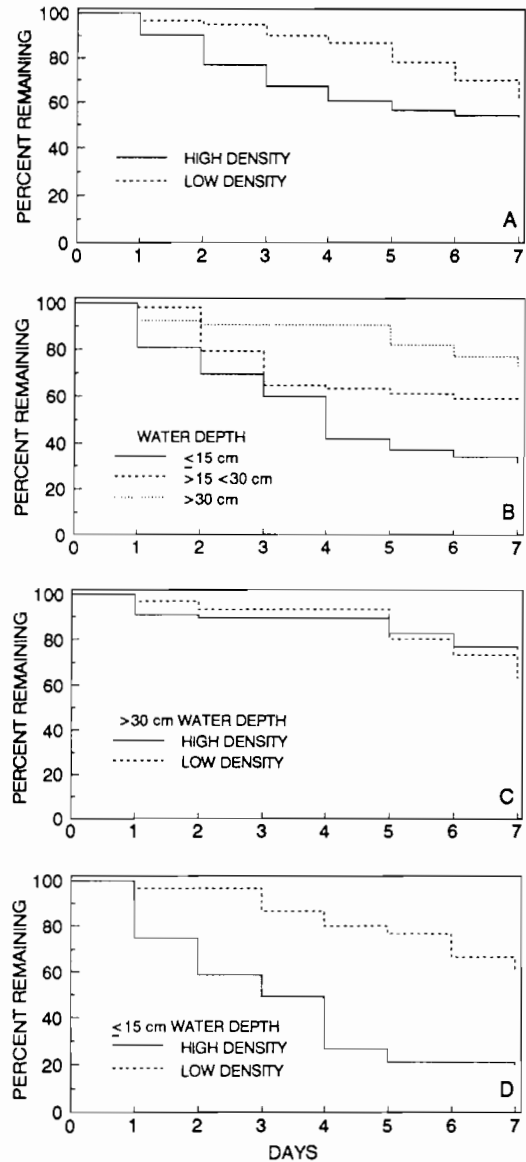 100
80
60
40
20
0
PERCENT REMAINING
HIGH DENSITY
LOW DENSITY
A
0 1 2 3 4 5 6 7
100
80
60
40
20
0
PERCENT REMAINING
WATER DEPTH
≤15 cm
>15 <30 cm
>30 cm
B
0 1 2 3 4 5 6 7
100
80
60
40
20
0
PERCENT REMAINING
>30 cm WATER DEPTH
HIGH DENSITY
LOW DENSITY
C
0 1 2 3 4 5 6 7
100
80
60
40
20
0
PERCENT REMAINING
≤15 cm WATER DEPTH
HIGH DENSITY
LOW DENSITY
D
0 1 2 3 4 5 6 7
DAYS